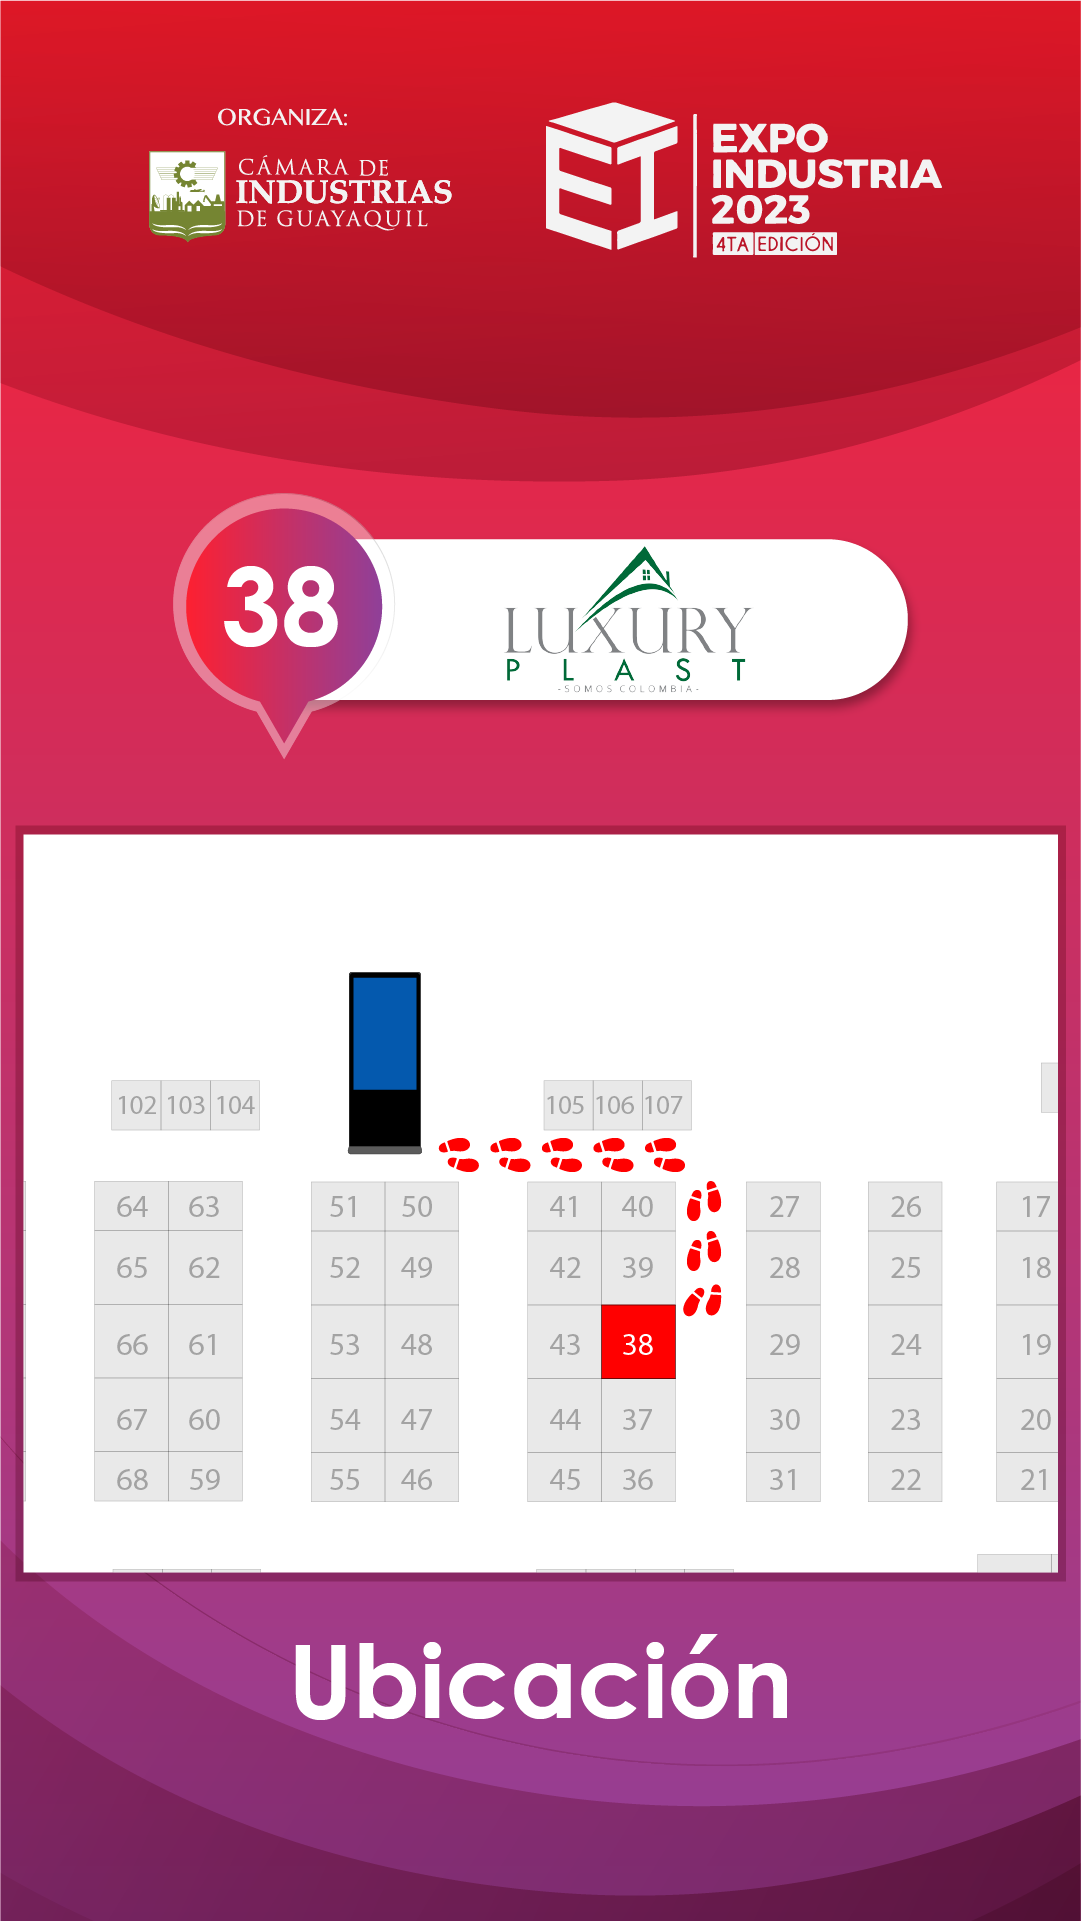 ORGANIZA:
CÁMARA DE
INDUSTRIAS
DE GUAYAQUIL
EXPO
INDUSTRIA
2023
4TA EDICIÓN
38
LUXURY
PLAST
-SOMOS COLOMBIA-
102 103 104
105 106 107
64 63 51 50 41 40 27 26 17
65 62 52 49 42 39 28 25 18
66 61 53 48 43 38 29 24 19
67 60 54 47 44 37 30 23 20
68 59 55 46 45 36 31 22 21
Ubicación